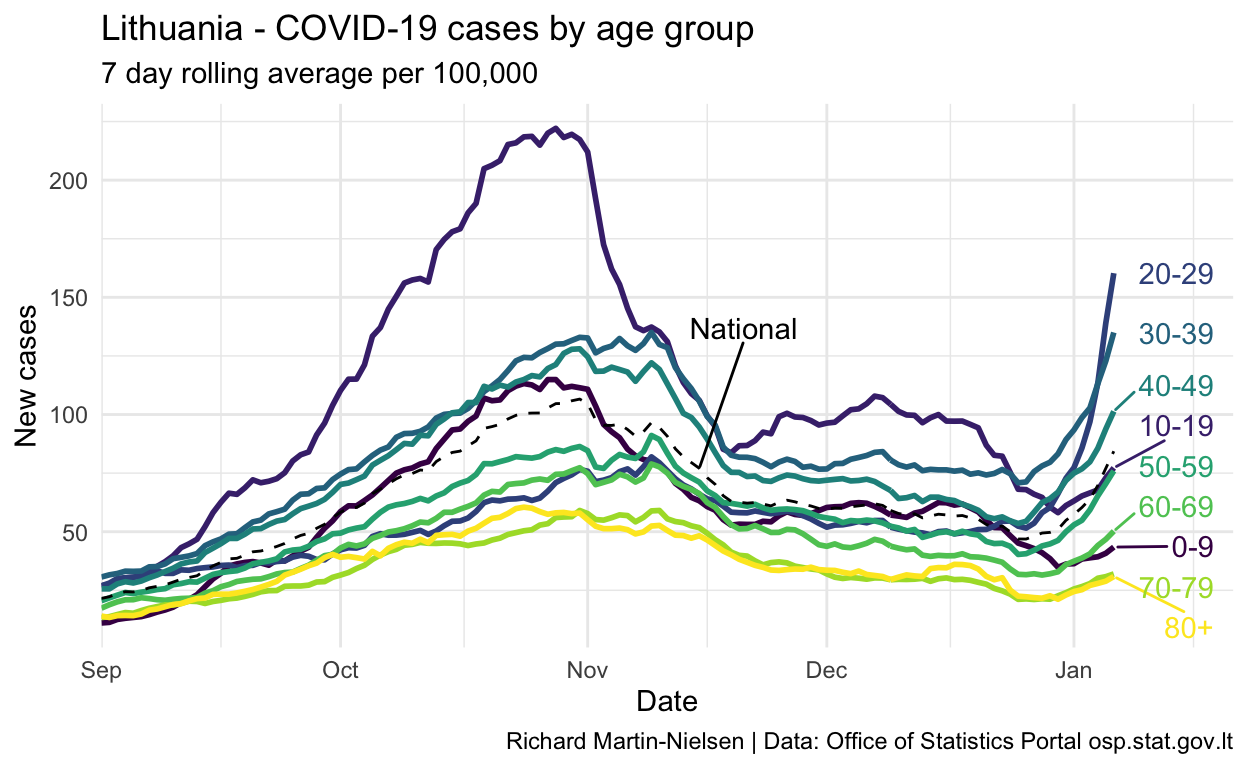 Lithuania - COVID-19 cases by age group
7 day rolling average per 100,000
New cases
200
150
100
50
National
20-29
30-39
40-49
10-19
50-59
60-69
0-9
70-79
80+
Sep Oct Nov Dec Jan
Date
Richard Martin-Nielsen | Data: Office of Statistics Portal osp.stat.gov.lt